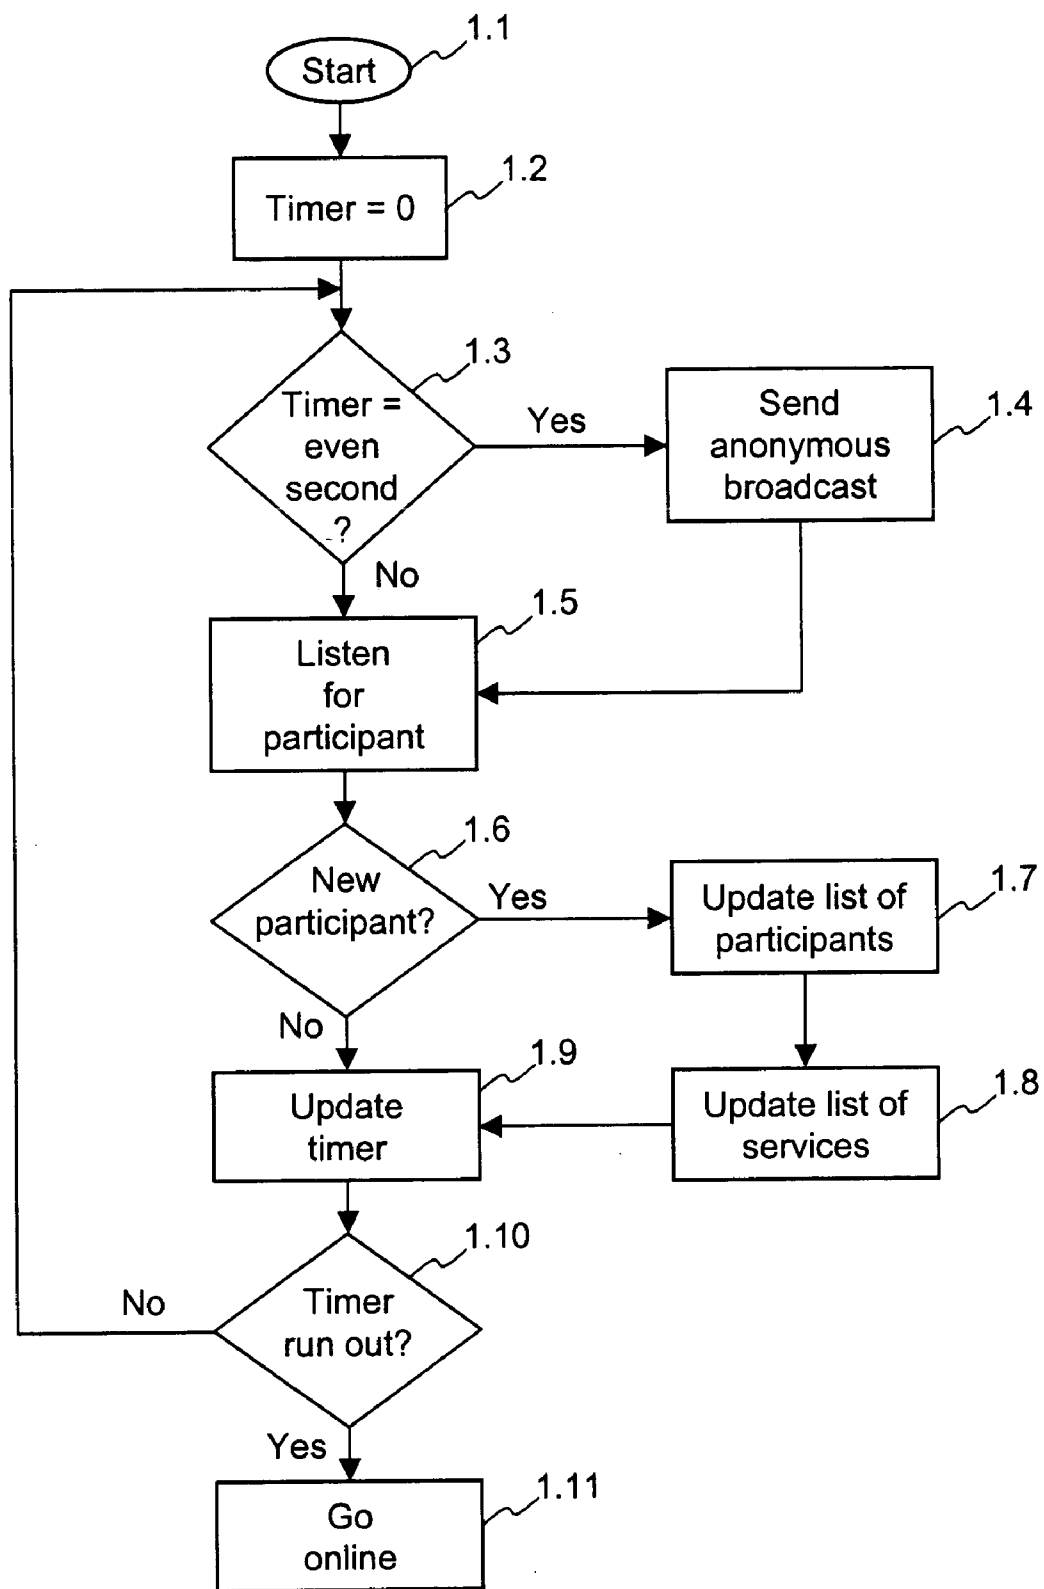 1.1
Start
1.2
Timer = 0
1.3
Timer =
even
second
?
Yes
Send
anonymous
broadcast
1.4
No
1.5
Listen
for
participant
1.6
New
participant?
Yes
Update list of
participants
1.7
No
1.9
Update
timer
Update list of
services
1.8
1.10
Timer
run out?
No
Yes
1.11
Go
online